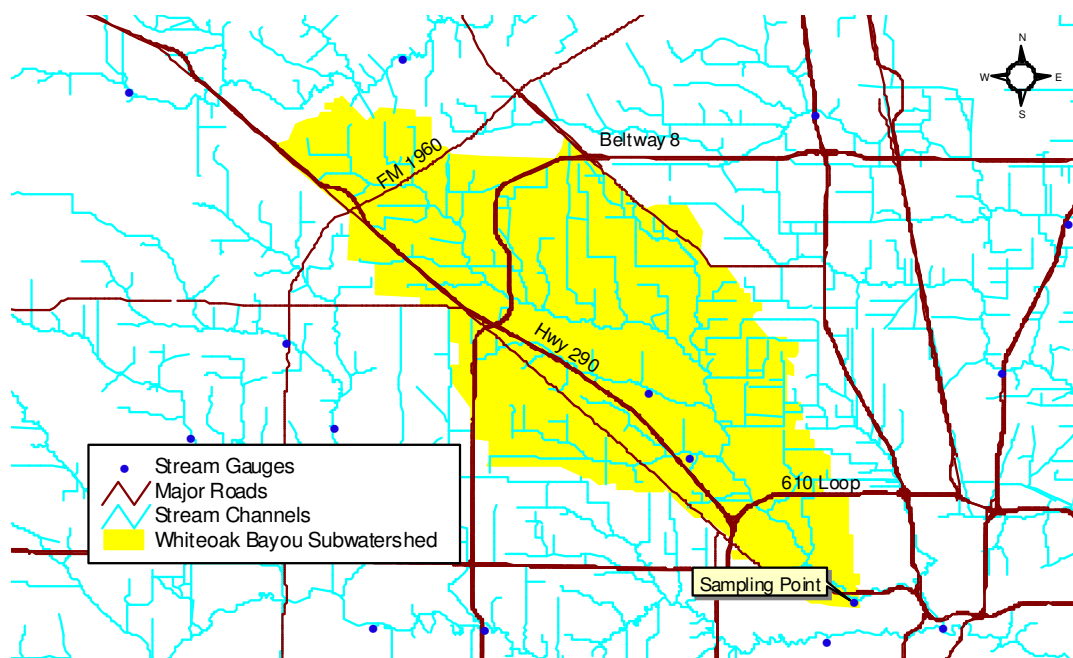 N
W E
S
Beltway 8
FM 1960
Hwy 290
610 Loop
Sampling Point
Stream Gauges
Major Roads
Stream Channels
Whiteoak Bayou Subwatershed